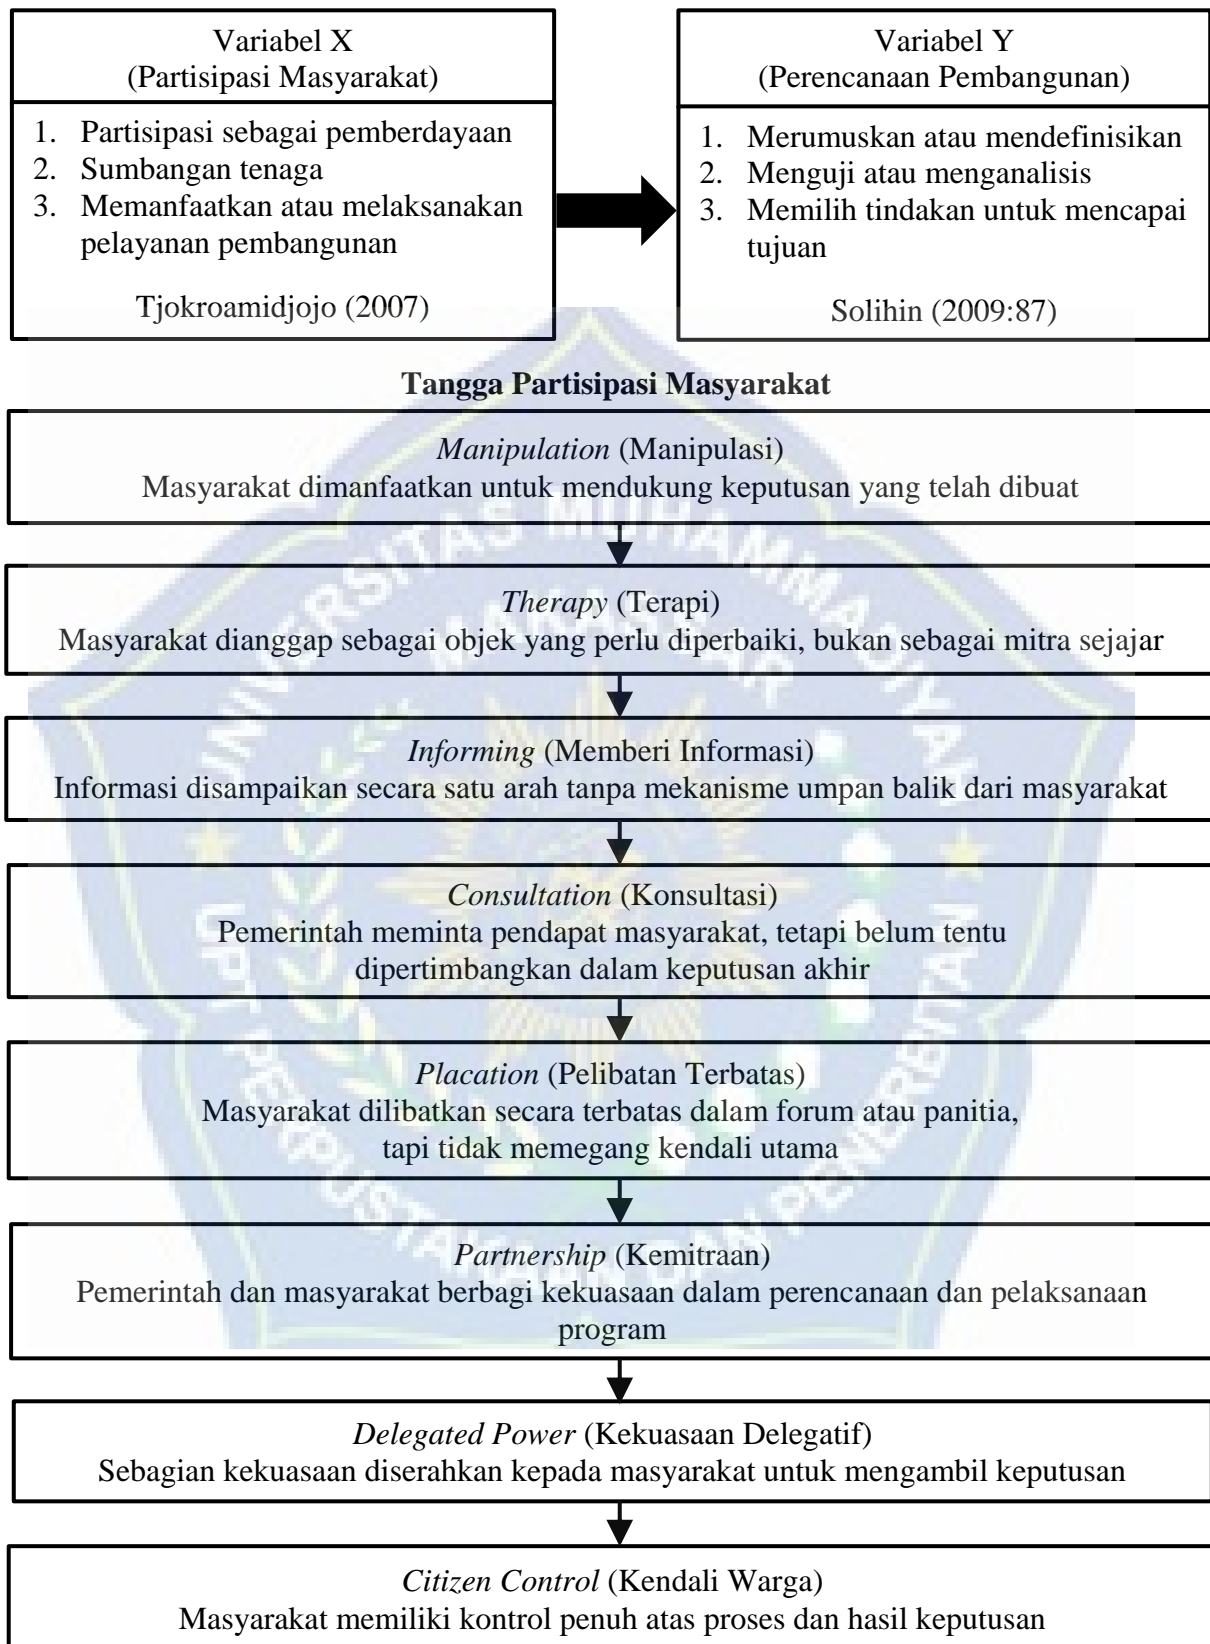 Variabel X
(Partisipasi Masyarakat)
1. Partisipasi sebagai pemberdayaan
2. Sumbangan tenaga
3. Memanfaatkan atau melaksanakan
pelayanan pembangunan
Tjokroamidjojo (2007)
Variabel Y
(Perencanaan Pembangunan)
1. Merumuskan atau mendefinisikan
2. Menguji atau menganalisis
3. Memilih tindakan untuk mencapai
tujuan
Solihin (2009:87)
Tangga Partisipasi Masyarakat
Manipulation (Manipulasi)
Masyarakat dimanfaatkan untuk mendukung keputusan yang telah dibuat
Therapy (Terapi)
Masyarakat dianggap sebagai objek yang perlu diperbaiki, bukan sebagai mitra sejajar
Informing (Memberi Informasi)
Informasi disampaikan secara satu arah tanpa mekanisme umpan balik dari masyarakat
Consultation (Konsultasi)
Pemerintah meminta pendapat masyarakat, tetapi belum tentu
dipertimbangkan dalam keputusan akhir
Placation (Pelibatan Terbatas)
Masyarakat dilibatkan secara terbatas dalam forum atau panitia,
tapi tidak memegang kendali utama
Partnership (Kemitraan)
Pemerintah dan masyarakat berbagi kekuasaan dalam perencanaan dan pelaksanaan
program
Delegated Power (Kekuasaan Delegatif)
Sebagian kekuasaan diserahkan kepada masyarakat untuk mengambil keputusan
Citizen Control (Kendali Warga)
Masyarakat memiliki kontrol penuh atas proses dan hasil keputusan
UNIVERSITAS MUHAMMADIYAH
MAKASSAR
UPT PERPUSTAKAAN DAN PENERBITAN